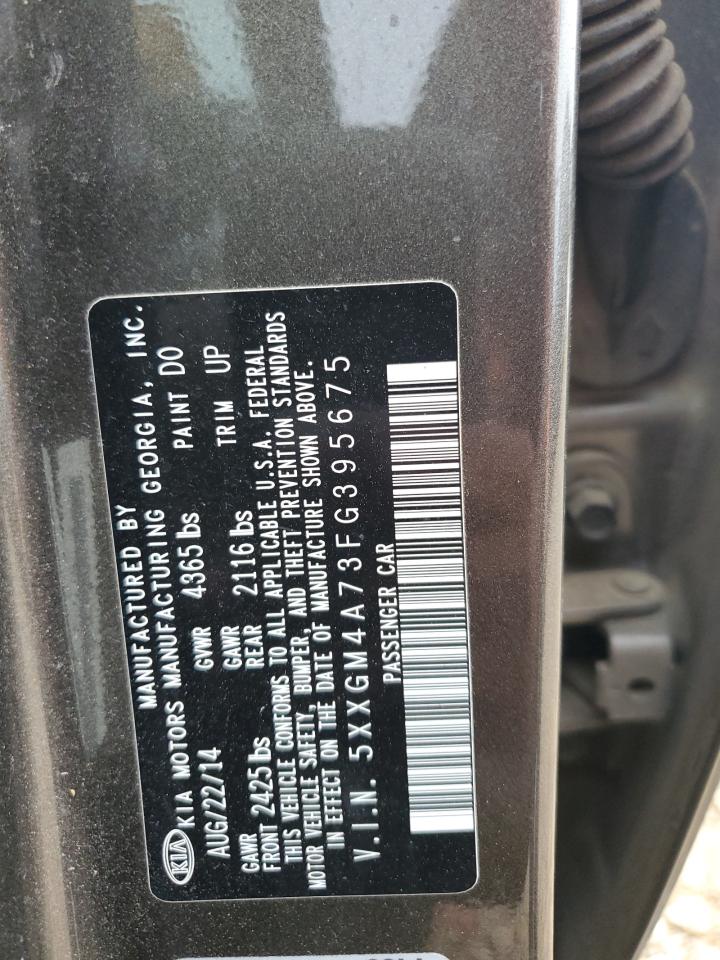 MANUFACTURED BY
KIA KIA MOTORS MANUFACTURING GEORGIA, INC.
AUG/22/14 GVWR 4365 lbs PAINT DO
GAWR FRONT 2425 lbs GAWR REAR 2116 lbs TRIM UP
THIS VEHICLE CONFORMS TO ALL APPLICABLE U.S.A. FEDERAL
MOTOR VEHICLE SAFETY, BUMPER, AND THEFT PREVENTION STANDARDS
IN EFFECT ON THE DATE OF MANUFACTURE SHOWN ABOVE.
V.I.N. 5XXGM4A73FG395675
PASSENGER CAR